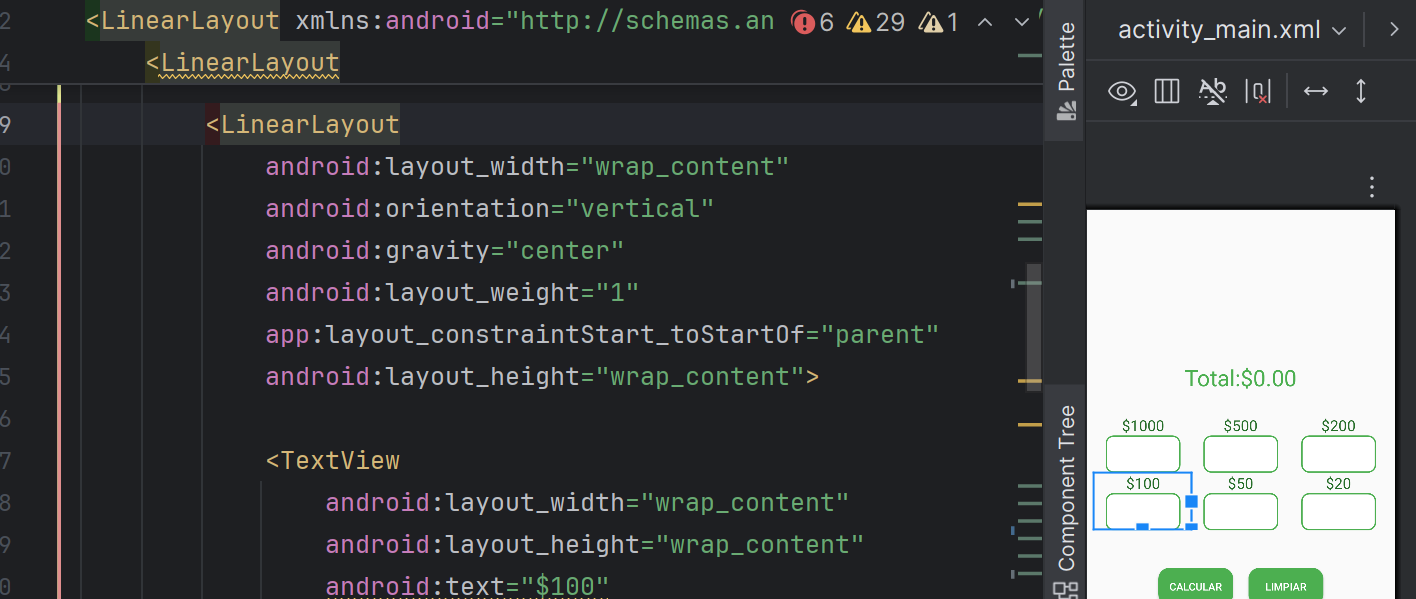 2
<LinearLayout xmlns:android="http://schemas.an
6
29
1
4
<LinearLayout
9
<LinearLayout
0
android:layout_width="wrap_content"
1
android:orientation="vertical"
2
android:gravity="center"
3
android:layout_weight="1"
4
app:layout_constraintStart_toStartOf="parent"
5
android:layout_height="wrap_content">
6
7
<TextView
8
android:layout_width="wrap_content"
9
android:layout_height="wrap_content"
0
android:text="$100"
Palette
Component Tree
activity_main.xml
Ab
Total:$0.00
$1000 $500 $200
$100 $50 $20
CALCULAR LIMPIAR